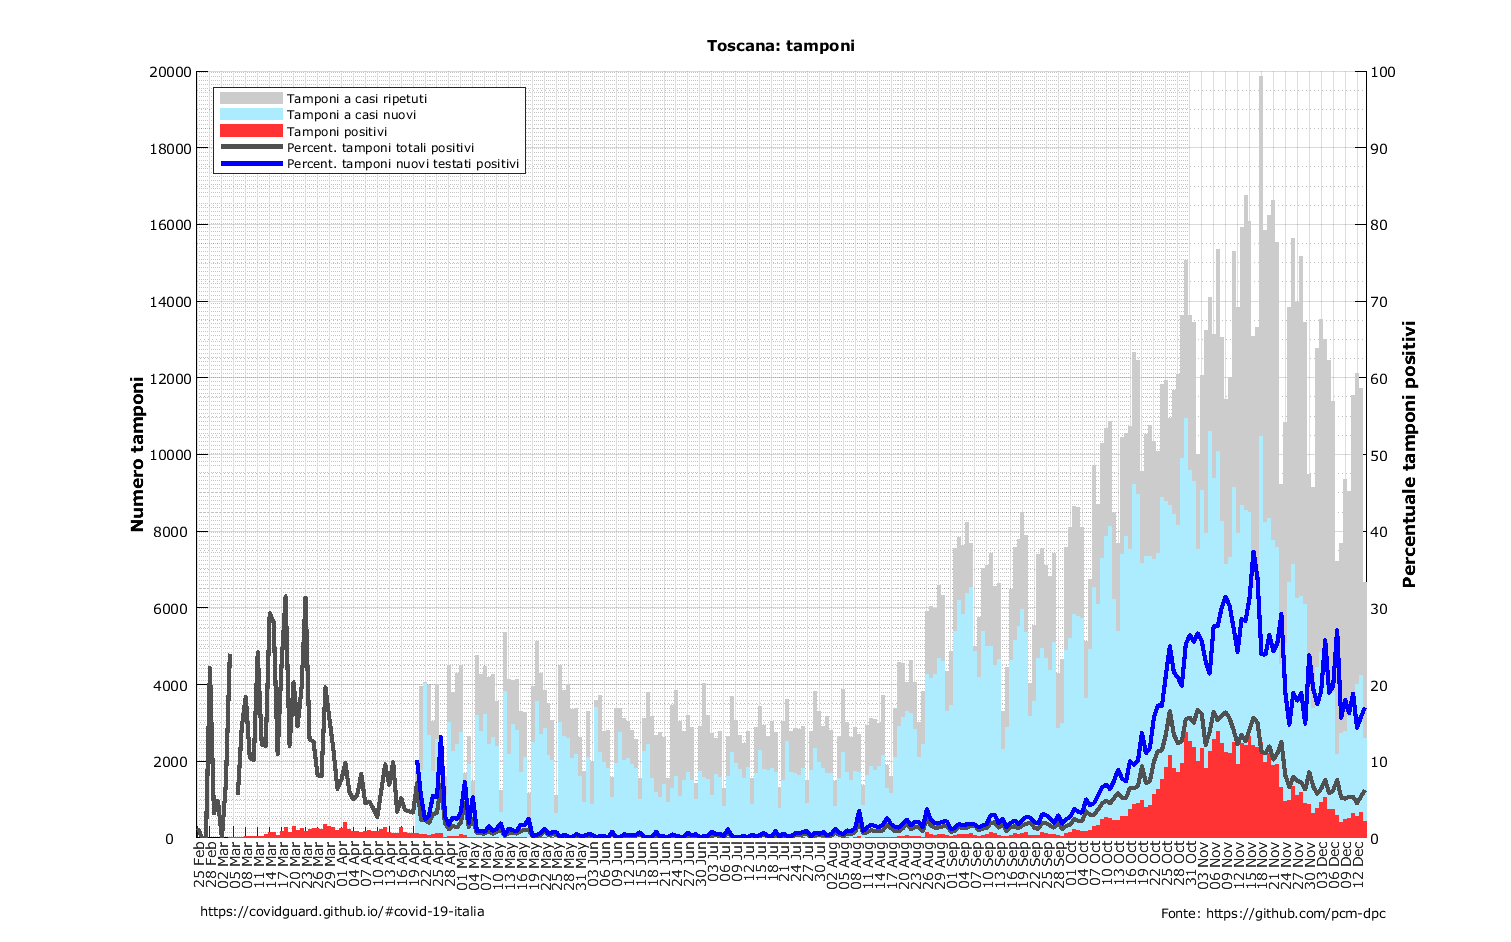 Toscana: tamponi
Tamponi a casi ripetuti
Tamponi a casi nuovi
Tamponi positivi
Percent. tamponi totali positivi
Percent. tamponi nuovi testati positivi
Numero tamponi
20000
18000
16000
14000
12000
10000
8000
6000
4000
2000
0
100
90
80
70
60
50
40
30
20
10
0
Percentuale tamponi positivi
25 Feb
28 Feb
02 Mar
05 Mar
08 Mar
11 Mar
14 Mar
17 Mar
20 Mar
23 Mar
26 Mar
29 Mar
01 Apr
04 Apr
07 Apr
10 Apr
13 Apr
16 Apr
19 Apr
22 Apr
25 Apr
28 Apr
01 May
04 May
07 May
10 May
13 May
16 May
19 May
22 May
25 May
28 May
31 May
03 Jun
06 Jun
09 Jun
12 Jun
15 Jun
18 Jun
21 Jun
24 Jun
27 Jun
30 Jun
03 Jul
06 Jul
09 Jul
12 Jul
15 Jul
18 Jul
21 Jul
24 Jul
27 Jul
30 Jul
02 Aug
05 Aug
08 Aug
11 Aug
14 Aug
17 Aug
20 Aug
23 Aug
26 Aug
29 Aug
01 Sep
04 Sep
07 Sep
10 Sep
13 Sep
16 Sep
19 Sep
22 Sep
25 Sep
28 Sep
01 Oct
04 Oct
07 Oct
10 Oct
13 Oct
16 Oct
19 Oct
22 Oct
25 Oct
28 Oct
31 Oct
03 Nov
06 Nov
09 Nov
12 Nov
15 Nov
18 Nov
21 Nov
24 Nov
27 Nov
30 Nov
03 Dec
06 Dec
09 Dec
12 Dec
https://covidguard.github.io/#covid-19-italia
Fonte: https://github.com/pcm-dpc